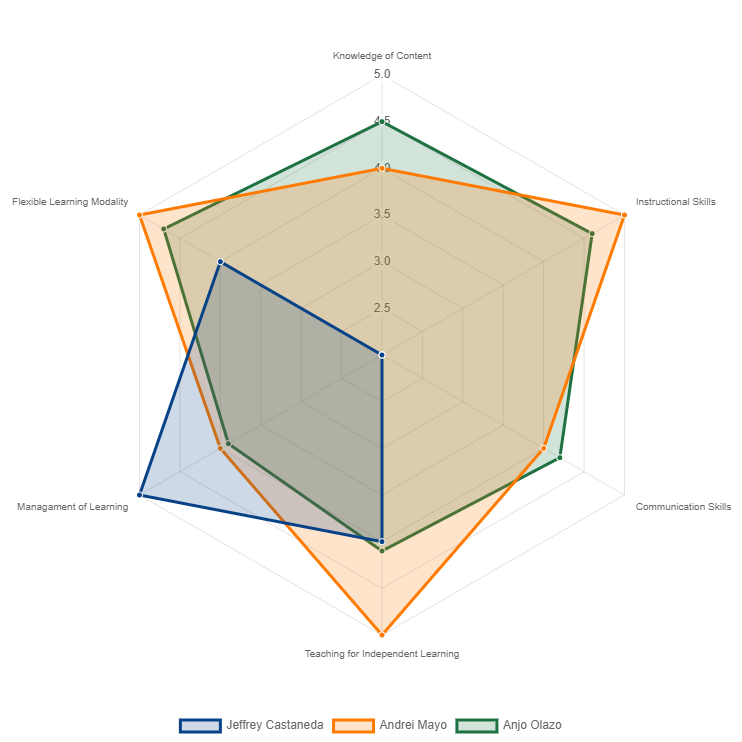 Knowledge of Content
5.0
4.5
4.0
3.5
3.0
2.5
Flexible Learning Modality
Instructional Skills
Managament of Learning
Communication Skills
Teaching for Independent Learning
Jeffrey Castaneda Andrei Mayo Anjo Olazo